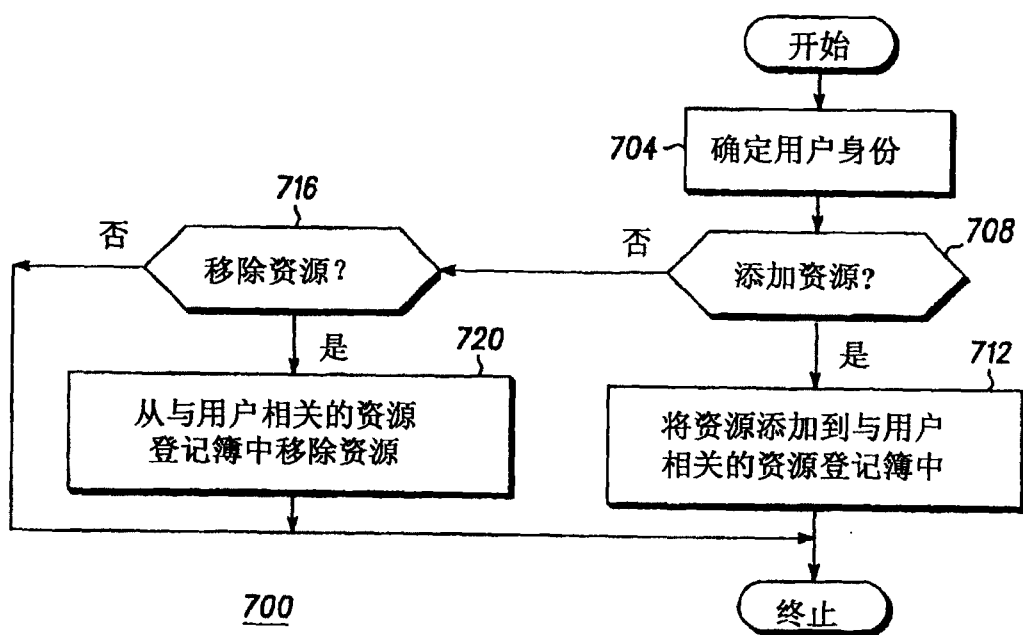 开始
704
确定用户身份
716
否
移除资源?
否
添加资源?
708
是
720
从与用户相关的资源
登记簿中移除资源
是
712
将资源添加到与用户
相关的资源登记簿中
700
终止